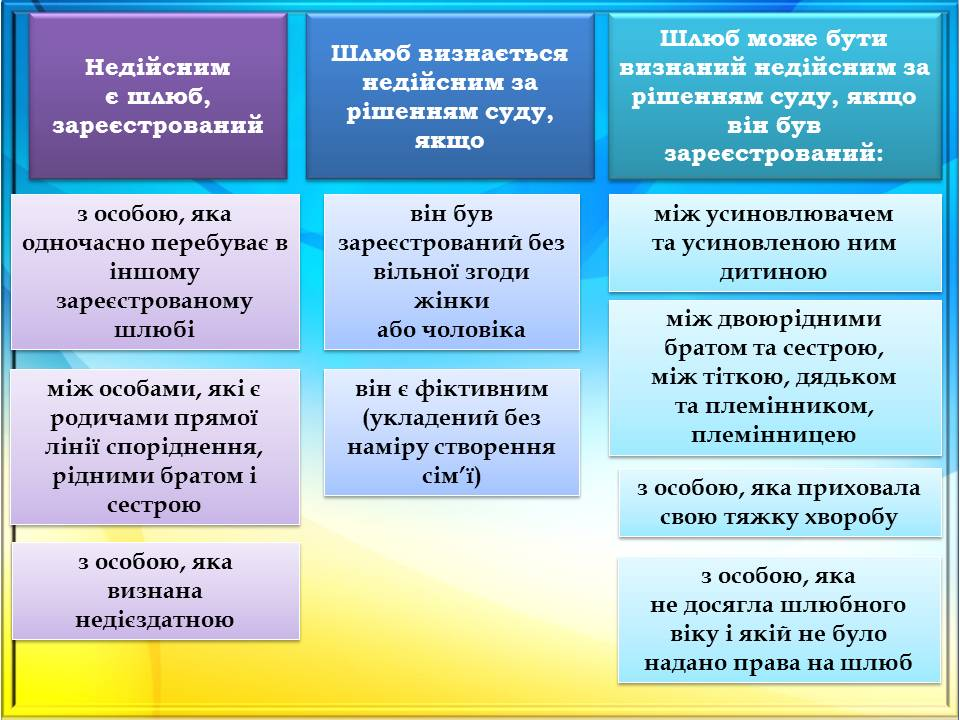 Недійсним
є шлюб,
зареєстрований
з особою, яка
одночасно перебуває в
іншому
зареєстрованому
шлюбі
між особами, які є
родичами прямої
лінії споріднення,
рідними братом і
сестрою
з особою, яка
визнана
недієздатною
Шлюб визнається
недійсним за
рішенням суду,
якщо
він був
зареєстрований без
вільної згоди
жінки
або чоловіка
він є фіктивним
(укладений без
наміру створення
сім’ї)
Шлюб може бути
визнаний недійсним за
рішенням суду, якщо
він був
зареєстрований:
між усиновлювачем
та усиновленою ним
дитиною
між двоюрідними
братом та сестрою,
між тіткою, дядьком
та племінником,
племінницею
з особою, яка приховала
свою тяжку хворобу
з особою, яка
не досягла шлюбного
віку і якій не було
надано права на шлюб